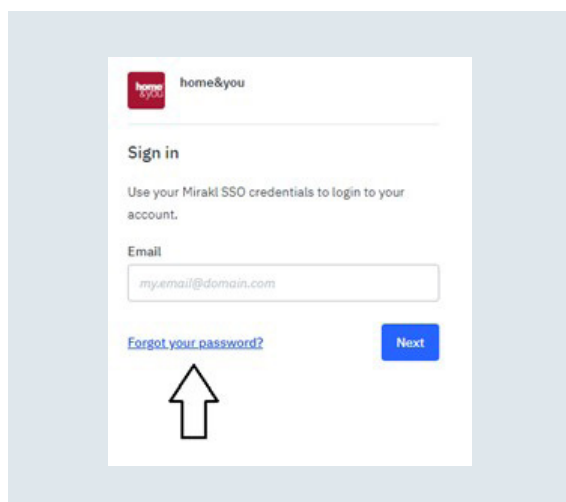 home
&you
home&you
Sign in
Use your Mirakl SSO credentials to login to your
account.
Email
my.email@domain.com
Forgot your password?
Next